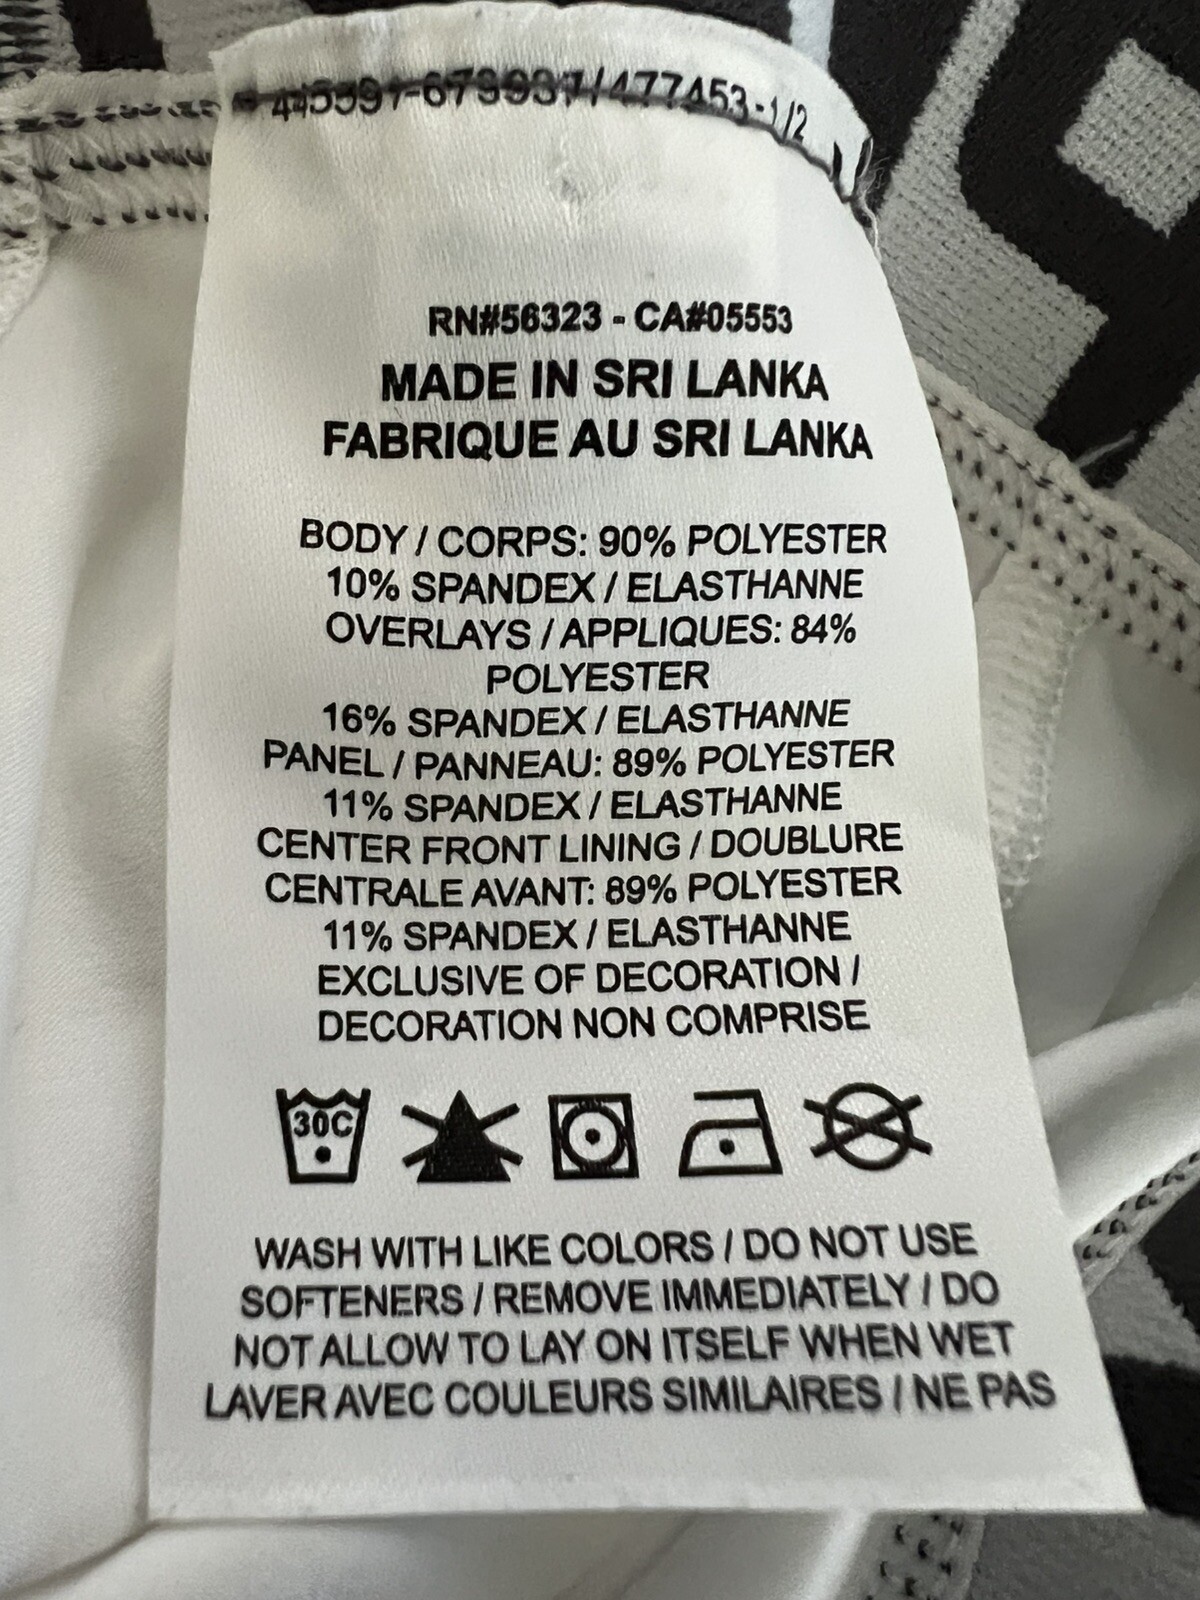 RN#56323 - CA#05553
MADE IN SRI LANKA
FABRIQUE AU SRI LANKA
BODY / CORPS: 90% POLYESTER
10% SPANDEX / ELASTHANNE
OVERLAYS / APPLIQUES: 84%
POLYESTER
16% SPANDEX / ELASTHANNE
PANEL / PANNEAU: 89% POLYESTER
11% SPANDEX / ELASTHANNE
CENTER FRONT LINING / DOUBLURE
CENTRALE AVANT: 89% POLYESTER
11% SPANDEX / ELASTHANNE
EXCLUSIVE OF DECORATION /
DECORATION NON COMPRISE
30C
WASH WITH LIKE COLORS / DO NOT USE
SOFTENERS / REMOVE IMMEDIATELY / DO
NOT ALLOW TO LAY ON ITSELF WHEN WET
LAVER AVEC COULEURS SIMILAIRES / NE PAS